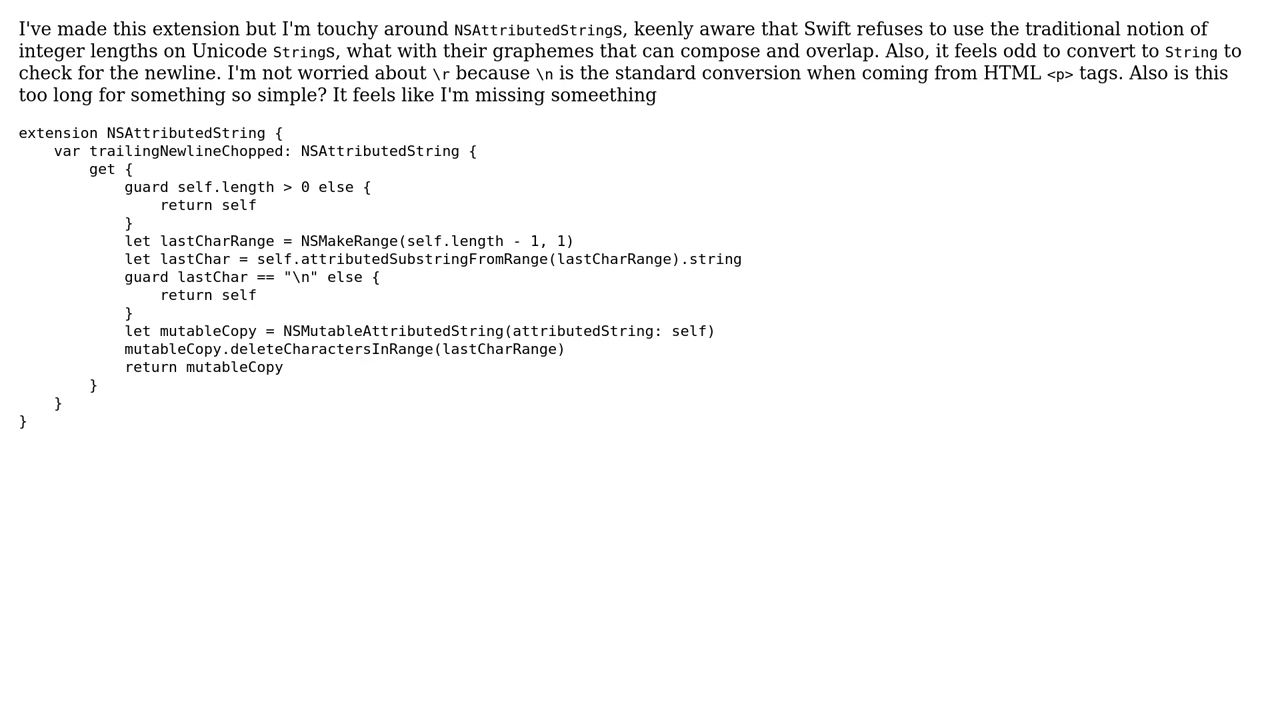 I've made this extension but I'm touchy around NSAttributedStrings, keenly aware that Swift refuses to use the traditional notion of
integer lengths on Unicode Strings, what with their graphemes that can compose and overlap. Also, it feels odd to convert to String to
check for the newline. I'm not worried about \r because \n is the standard conversion when coming from HTML <p> tags. Also is this
too long for something so simple? It feels like I'm missing someething
extension NSAttributedString {
    var trailingNewlineChopped: NSAttributedString {
        get {
            guard self.length > 0 else {
                return self
            }
            let lastCharRange = NSMakeRange(self.length - 1, 1)
            let lastChar = self.attributedSubstringFromRange(lastCharRange).string
            guard lastChar == "\n" else {
                return self
            }
            let mutableCopy = NSMutableAttributedString(attributedString: self)
            mutableCopy.deleteCharactersInRange(lastCharRange)
            return mutableCopy
        }
    }
}